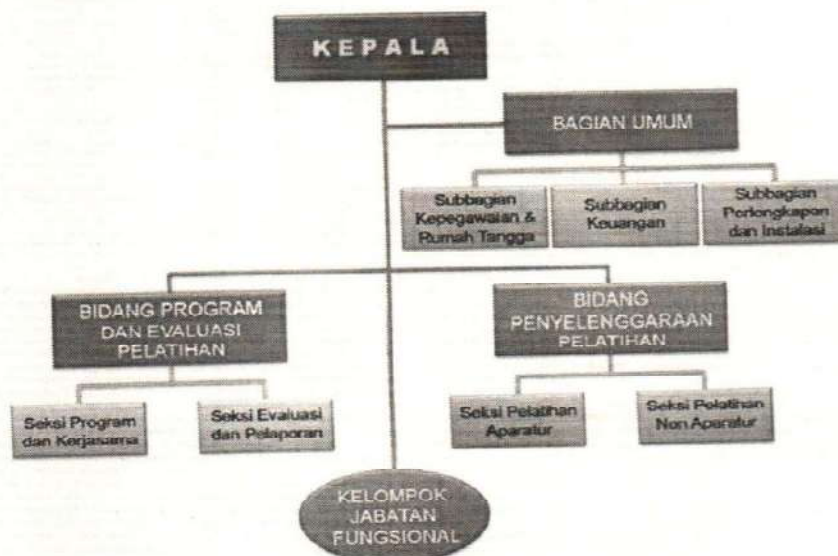 KEPALA
BAGIAN UMUM
Subbagian
Kepegawaian &
Rumah Tangga
Subbagian
Keuangan
Subbagian
Perlengkapan
dan Instalasi
BIDANG PROGRAM
DAN EVALUASI
PELATIHAN
BIDANG
PENYELENGGARAAN
PELATIHAN
Seksi Program
dan Kerjasama
Seksi Evaluasi
dan Pelaporan
Seksi Pelatihan
Aparatur
Seksi Pelatihan
Non Aparatur
KELOMPOK
JABATAN
FUNGSIONAL